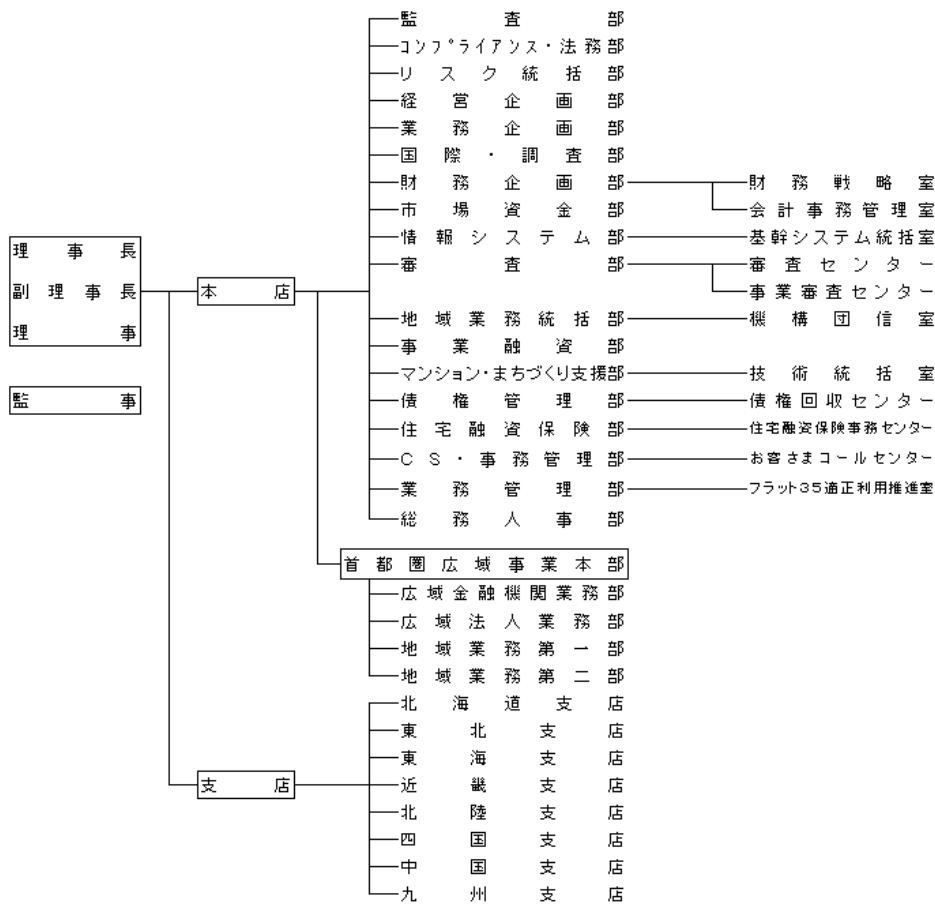 監査部
コンプライアンス・法務部
リスク統括部
経営企画部
業務企画部
国際・調査部
財務企画部 財務戦略室
市場資金部 会計事務管理室
情報システム部 基幹システム統括室
審査部 審査センター
事業審査センター
理事長
副理事長
理事
監事
本店
地域業務統括部 機構団信室
事業融資部
マンション・まちづくり支援部 技術統括室
債権管理部 債権回収センター
住宅融資保険部 住宅融資保険事務センター
CS・事務管理部 お客さまコールセンター
業務管理部 フラット35適正利用推進室
総務人事部
首都圏広域事業本部
広域金融機関業務部
広域法人業務部
地域業務第一部
地域業務第二部
支店
北海道支店
東北支店
東海支店
近畿支店
北陸支店
四国支店
中国支店
九州支店